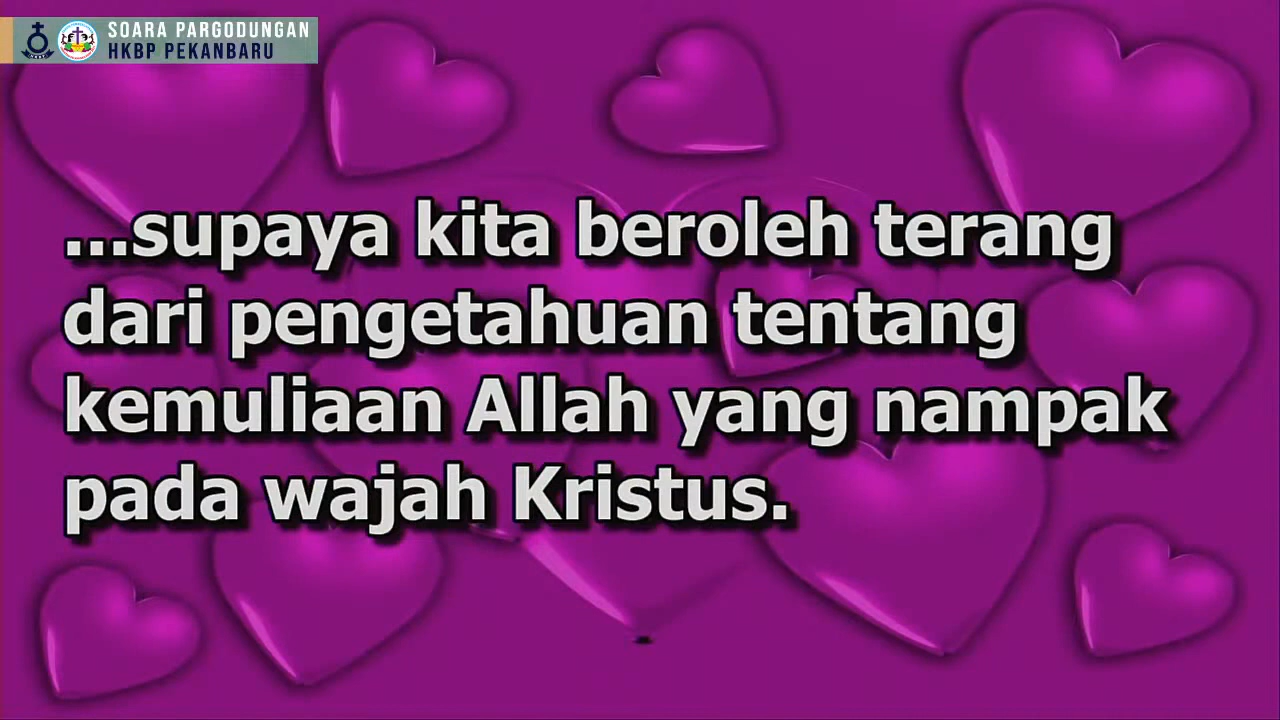 SOARA PARGODUNGAN
HKBP PEKANBARU
...supaya kita beroleh terang
dari pengetahuan tentang
kemuliaan Allah yang nampak
pada wajah Kristus.